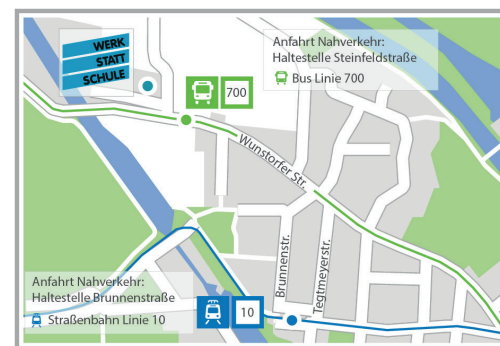 WERK
STATT
SCHULE
Anfahrt Nahverkehr:
Haltestelle Steinfeldstraße
Bus Linie 700
700
Wunstorfer Str.
Brunnenstr.
Tegtmeyerstr.
Anfahrt Nahverkehr:
Haltestelle Brunnenstraße
Straßenbahn Linie 10
10